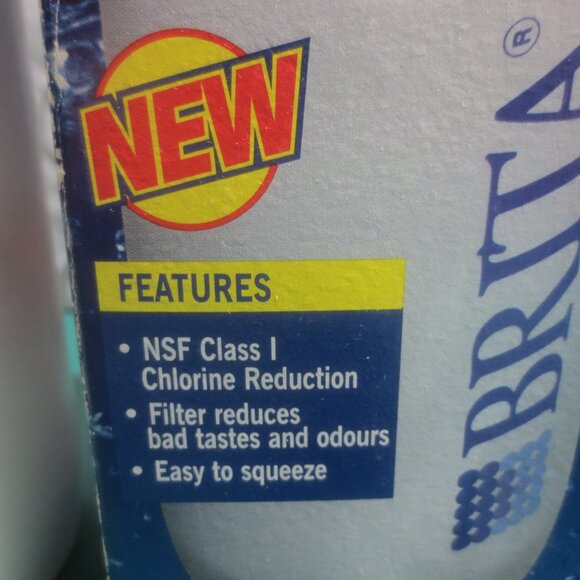 NEW
FEATURES
• NSF Class I
Chlorine Reduction
• Filter reduces
bad tastes and odours
• Easy to squeeze
BRITA®